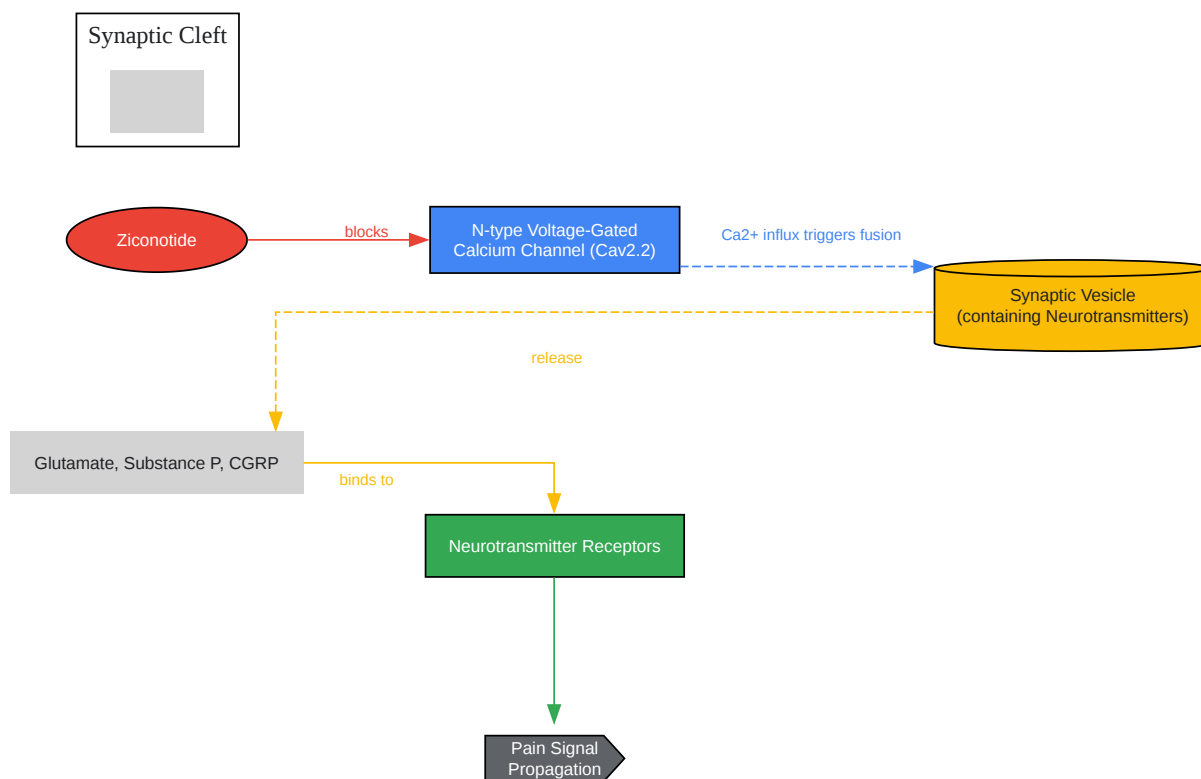 Synaptic Cleft
Ziconotide
blocks
N-type Voltage-Gated
Calcium Channel (Cav2.2)
Ca2+ influx triggers fusion
Synaptic Vesicle
(containing Neurotransmitters)
release
Glutamate, Substance P, CGRP
binds to
Neurotransmitter Receptors
Pain Signal
Propagation